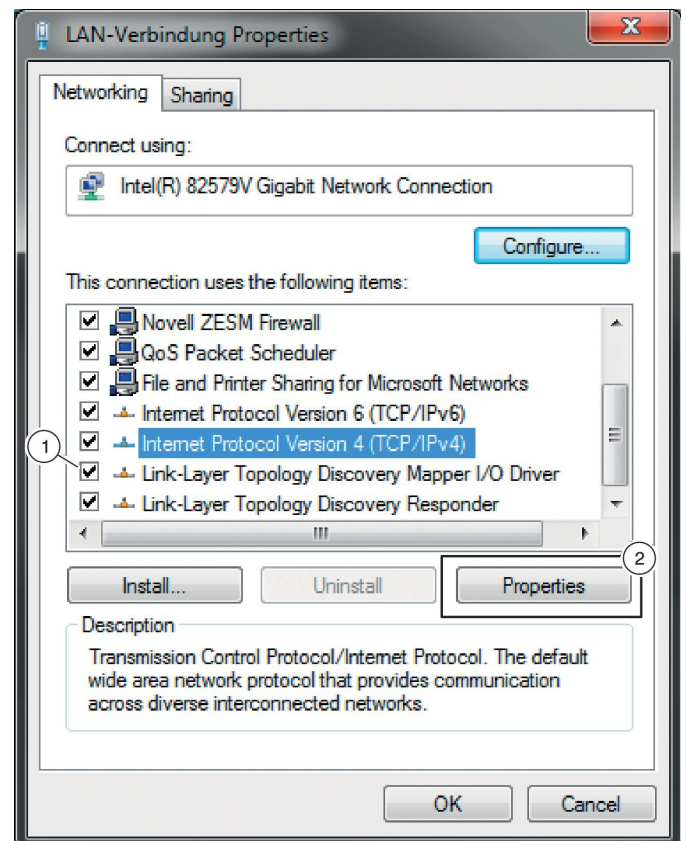 LAN-Verbindung Properties
Networking
Sharing
Connect using:
Intel(R) 82579V Gigabit Network Connection
Configure...
This connection uses the following items:
Novell ZESM Firewall
QoS Packet Scheduler
File and Printer Sharing for Microsoft Networks
Internet Protocol Version 6 (TCP/IPv6)
1
Internet Protocol Version 4 (TCP/IPv4)
Link-Layer Topology Discovery Mapper I/O Driver
Link-Layer Topology Discovery Responder
2
Install...
Uninstall
Properties
Description
Transmission Control Protocol/Internet Protocol. The default
wide area network protocol that provides communication
across diverse interconnected networks.
OK
Cancel